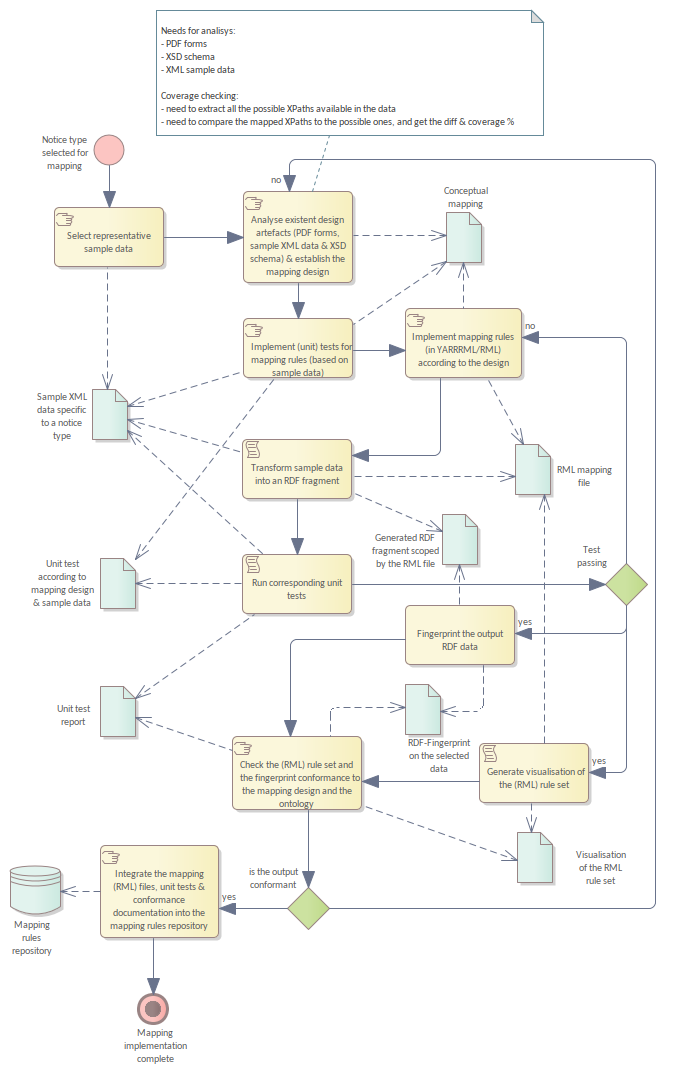 Needs for analisys:
- PDF forms
- XSD schema
- XML sample data
Coverage checking:
- need to extract all the possible XPaths available in the data
- need to compare the mapped XPaths to the possible ones, and get the diff & coverage %
Notice type
selected for
mapping
no
Select representative
sample data
Analyse existent design
artefacts (PDF forms,
sample XML data & XSD
schema) & establish the
mapping design
Conceptual
mapping
Implement (unit) tests for
mapping rules (based on
sample data)
Implement mapping rules
(in YARRRML/RML)
according to the design
no
Sample XML
data specific
to a notice
type
Transform sample data
into an RDF fragment
RML mapping
file
Generated RDF
fragment scoped
by the RML file
Unit test
according to
mapping design
& sample data
Run corresponding unit
tests
Test
passing
Fingerprint the output
RDF data
yes
Unit test
report
RDF-Fingerprint
on the selected
data
Check the (RML) rule set and
the fingerprint conformance to
the mapping design and the
ontology
Generate visualisation of
the (RML) rule set
yes
Visualisation
of the RML
rule set
is the output
conformant
Integrate the mapping
(RML) files, unit tests &
conformance
documentation into the
mapping rules repository
yes
Mapping
rules
repository
Mapping
implementation
complete